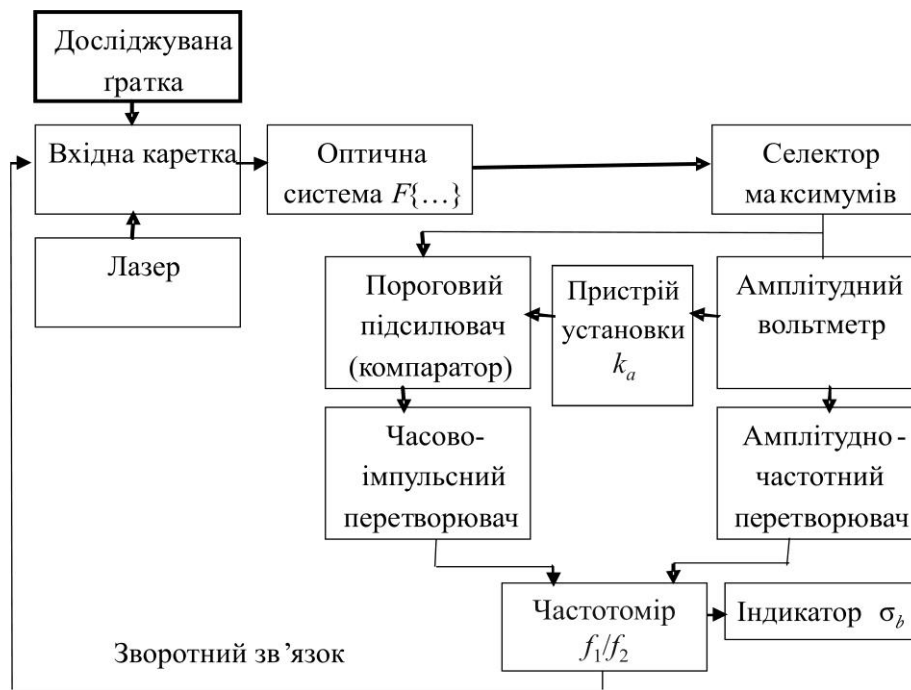 Досліджувана
ґратка
Вхідна каретка
Оптична
система F{…}
Селектор
максимумів
Лазер
Пороговий
підсилювач
(компаратор)
Пристрій
установки
kₐ
Амплітудний
вольтметр
Часово-
імпульсний
перетворювач
Амплітудно-
частотний
перетворювач
Частотомір
f₁/f₂
Індикатор σ_b
Зворотний зв’язок